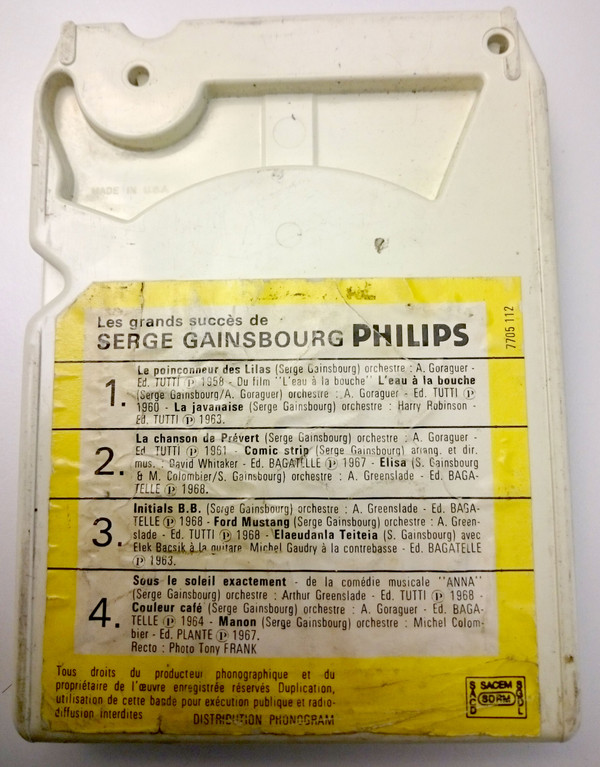 MADE IN U.S.A
7705 112
Les grands succès de
SERGE GAINSBOURG PHILIPS
1.
Le poinçonneur des Lilas (Serge Gainsbourg) orchestre : A. Goraguer -
Ed. TUTTI Ⓟ 1958 - Du film "L'eau à la bouche" L'eau à la bouche
(Serge Gainsbourg/A. Goraguer) orchestre : A. Goraguer - Ed. TUTTI Ⓟ
1960 - La javanaise (Serge Gainsbourg) orchestre : Harry Robinson -
Ed. TUTTI Ⓟ 1963.
2.
La chanson de Prévert (Serge Gainsbourg) orchestre : A. Goraguer -
Ed TUTTI Ⓟ 1961 - Comic strip (Serge Gainsbourg) arrang. et dir.
mus. : David Whitaker - Ed. BAGATELLE Ⓟ 1967 - Elisa (S. Gainsbourg
& M. Colombier/S. Gainsbourg) orchestre : A. Greenslade - Ed. BAGA-
TELLE Ⓟ 1968.
3.
Initials B.B. (Serge Gainsbourg) orchestre : A. Greenslade - Ed. BAGA-
TELLE Ⓟ 1968 - Ford Mustang (Serge Gainsbourg) orchestre : A. Green-
slade - Ed. TUTTI Ⓟ 1968 - Elaeudanla Teiteia (S. Gainsbourg) avec
Elek Bacsik à la guitare Michel Gaudry à la contrebasse - Ed. BAGATELLE
Ⓟ 1963.
4.
Sous le soleil exactement - de la comédie musicale "ANNA"
(Serge Gainsbourg) orchestre : Arthur Greenslade - Ed. TUTTI Ⓟ 1968 -
Couleur café (Serge Gainsbourg) orchestre : A. Goraguer - Ed. BAGA-
TELLE Ⓟ 1964 - Manon (Serge Gainsbourg) orchestre : Michel Colom-
bier - Ed. PLANTE Ⓟ 1967.
Recto : Photo Tony FRANK
Tous droits du producteur phonographique et du
propriétaire de l'œuvre enregistrée réservés Duplication,
utilisation de cette bande pour exécution publique et radio-
diffusion interdites
DISTRIBUTION PHONOGRAM
SACEM
SACD
SDRM
SGDL